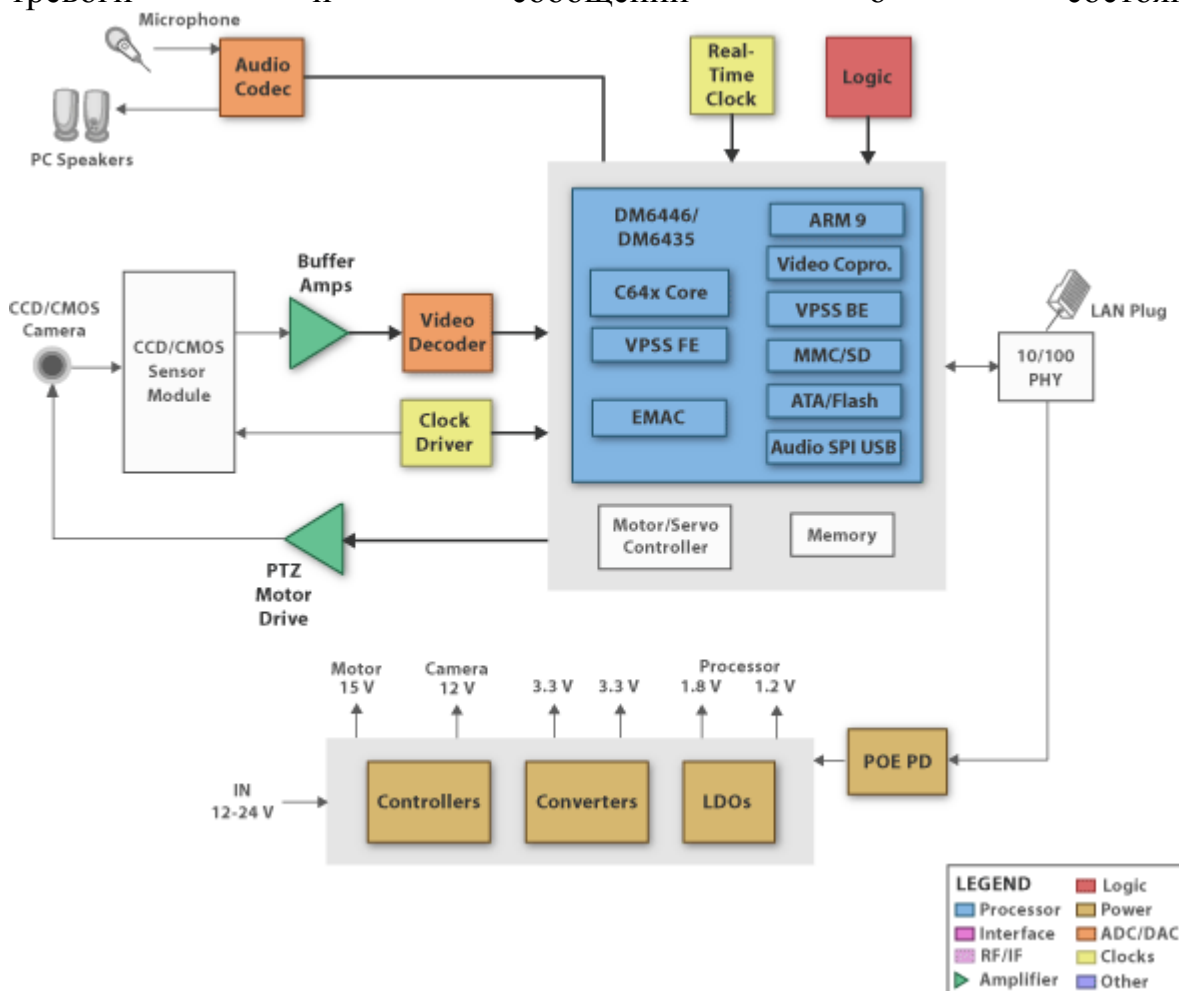 тревоги и сообщений о
Microphone
Audio
Codec
PC Speakers
Real-
Time
Clock
Logic
DM6446/
DM6435
C64x Core
VPSS FE
EMAC
ARM 9
Video Copro.
VPSS BE
MMC/SD
ATA/Flash
Audio SPI USB
Motor/Servo
Controller
Memory
Buffer
Amps
Video
Decoder
CCD/CMOS
Camera
CCD/CMOS
Sensor
Module
Clock
Driver
PTZ
Motor
Drive
LAN Plug
10/100
PHY
Motor
15 V
Camera
12 V
3.3 V
3.3 V
Processor
1.8 V
1.2 V
IN
12-24 V
Controllers
Converters
LDOs
POE PD
LEGEND
Processor
Interface
RF/IF
Amplifier
Logic
Power
ADC/DAC
Clocks
Other